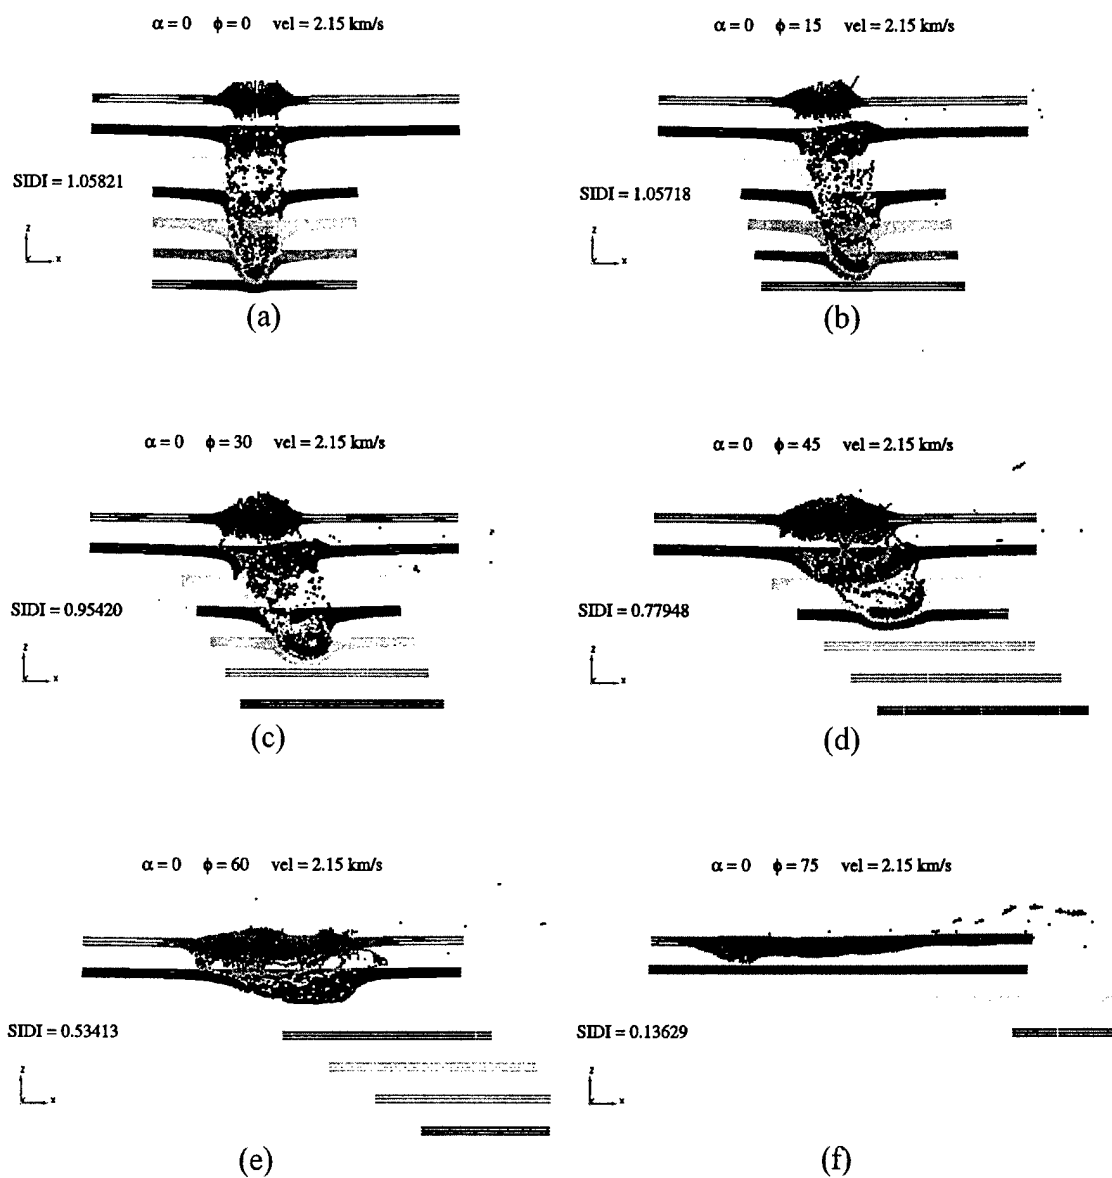 α = 0 ϕ = 0 vel = 2.15 km/s
SIDI = 1.05821
z
x
(a)
α = 0 ϕ = 15 vel = 2.15 km/s
SIDI = 1.05718
z
x
(b)
α = 0 ϕ = 30 vel = 2.15 km/s
SIDI = 0.95420
z
x
(c)
α = 0 ϕ = 45 vel = 2.15 km/s
SIDI = 0.77948
z
x
(d)
α = 0 ϕ = 60 vel = 2.15 km/s
SIDI = 0.53413
z
x
(e)
α = 0 ϕ = 75 vel = 2.15 km/s
SIDI = 0.13629
z
x
(f)